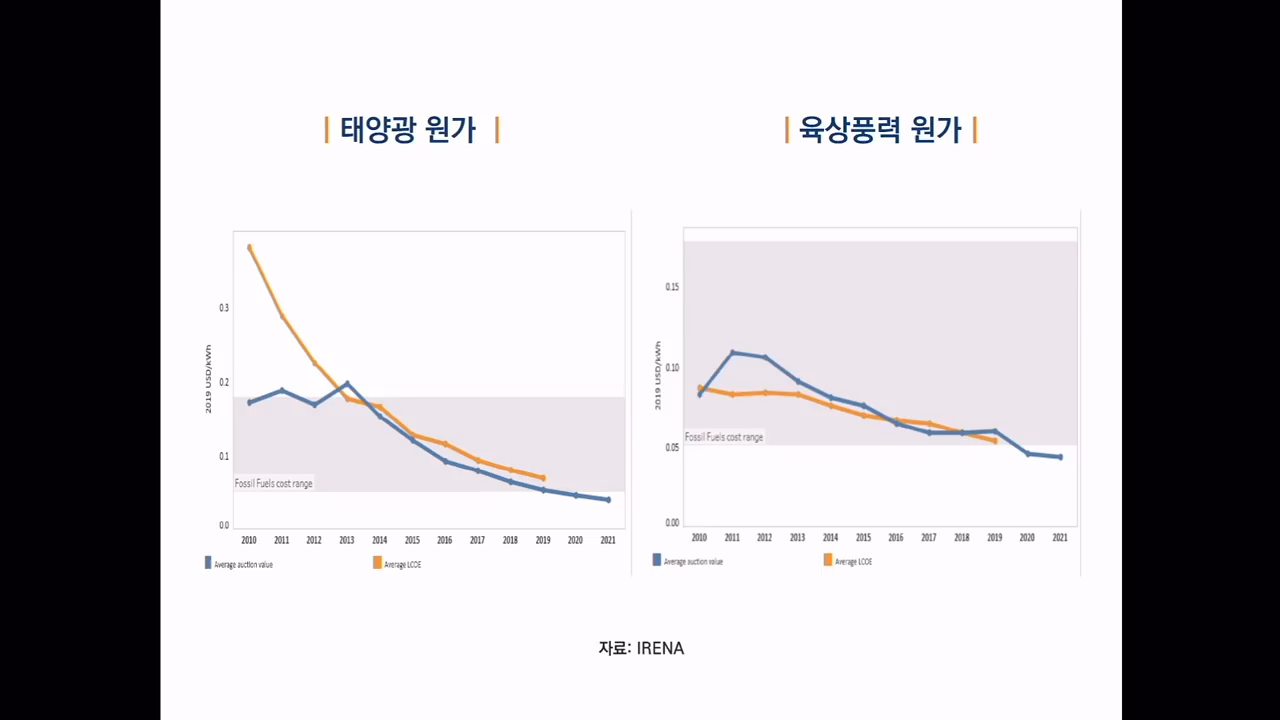 태양광 원가
육상풍력 원가
2019 USD/kWh
0.3
0.2
0.1
0.0
Fossil Fuels cost range
2010 2011 2012 2013 2014 2015 2016 2017 2018 2019 2020 2021
Average auction value
Average LCOE
2019 USD/kWh
0.15
0.10
0.05
0.00
Fossil Fuels cost range
2010 2011 2012 2013 2014 2015 2016 2017 2018 2019 2020 2021
Average auction value
Average LCOE
자료: IRENA